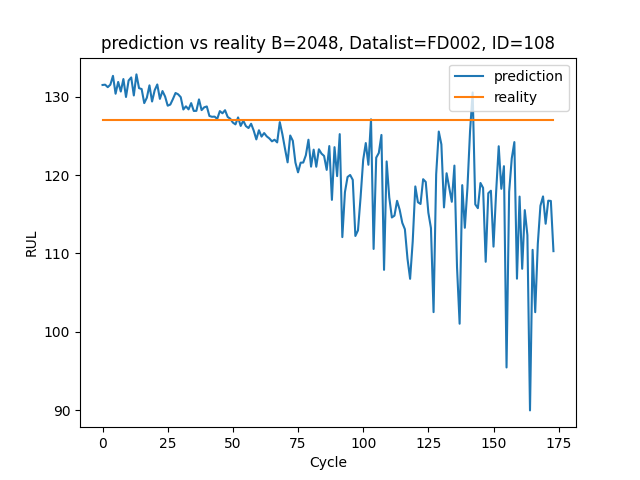 prediction vs reality B=2048, Datalist=FD002, ID=108
prediction
reality
130
120
110
100
90
RUL
0 25 50 75 100 125 150 175
Cycle